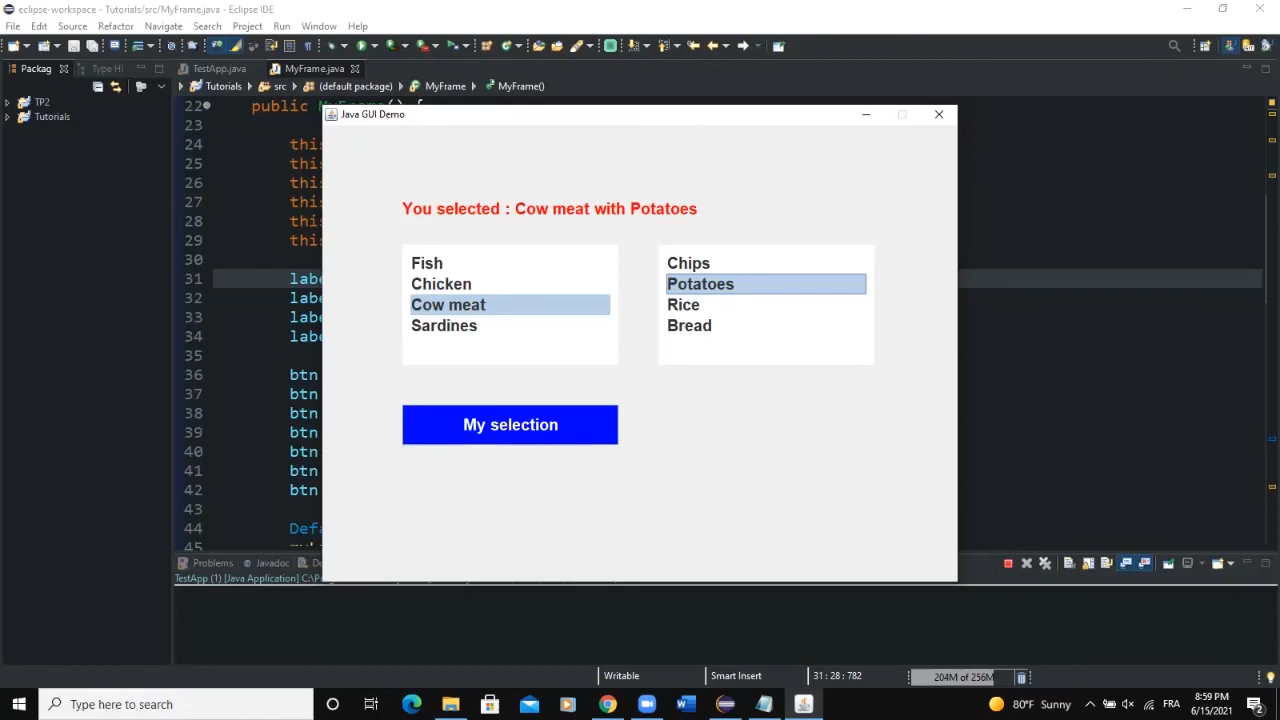 eclipse-workspace - Tutorials/src/MyFrame.java - Eclipse IDE
File Edit Source Refactor Navigate Search Project Run Window Help
Packag Type Hi TestApp.java MyFrame.java
Tutorials src (default package) MyFrame MyFrame()
TP2
Tutorials
22 public MyFrame() {
23
24 this
25 this
26 this
27 this
28 this
29 this
30
31 labe
32 labe
33 labe
34 labe
35
36 btn
37 btn
38 btn
39 btn
40 btn
41 btn
42 btn
43
44 Defa
45
Java GUI Demo
You selected : Cow meat with Potatoes
Fish
Chicken
Cow meat
Sardines
Chips
Potatoes
Rice
Bread
My selection
Problems Javadoc De
TestApp (1) [Java Application] C:\P
Writable Smart Insert 31 : 28 : 782 204M of 256M
Type here to search
80°F Sunny FRA 8:59 PM
6/15/2021
2